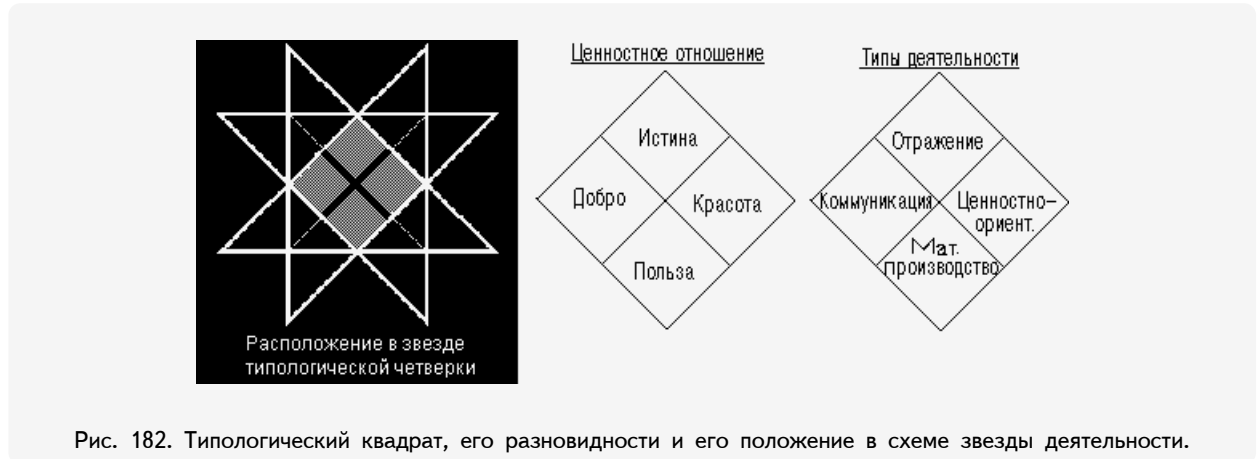 Ценностное отношение
Типы деятельности
Истина
Добро
Красота
Польза
Отражение
Коммуникация
Ценностно-
ориент.
Мат.
производство
Расположение в звезде
типологической четверки
Рис. 182. Типологический квадрат, его разновидности и его положение в схеме звезды деятельности.